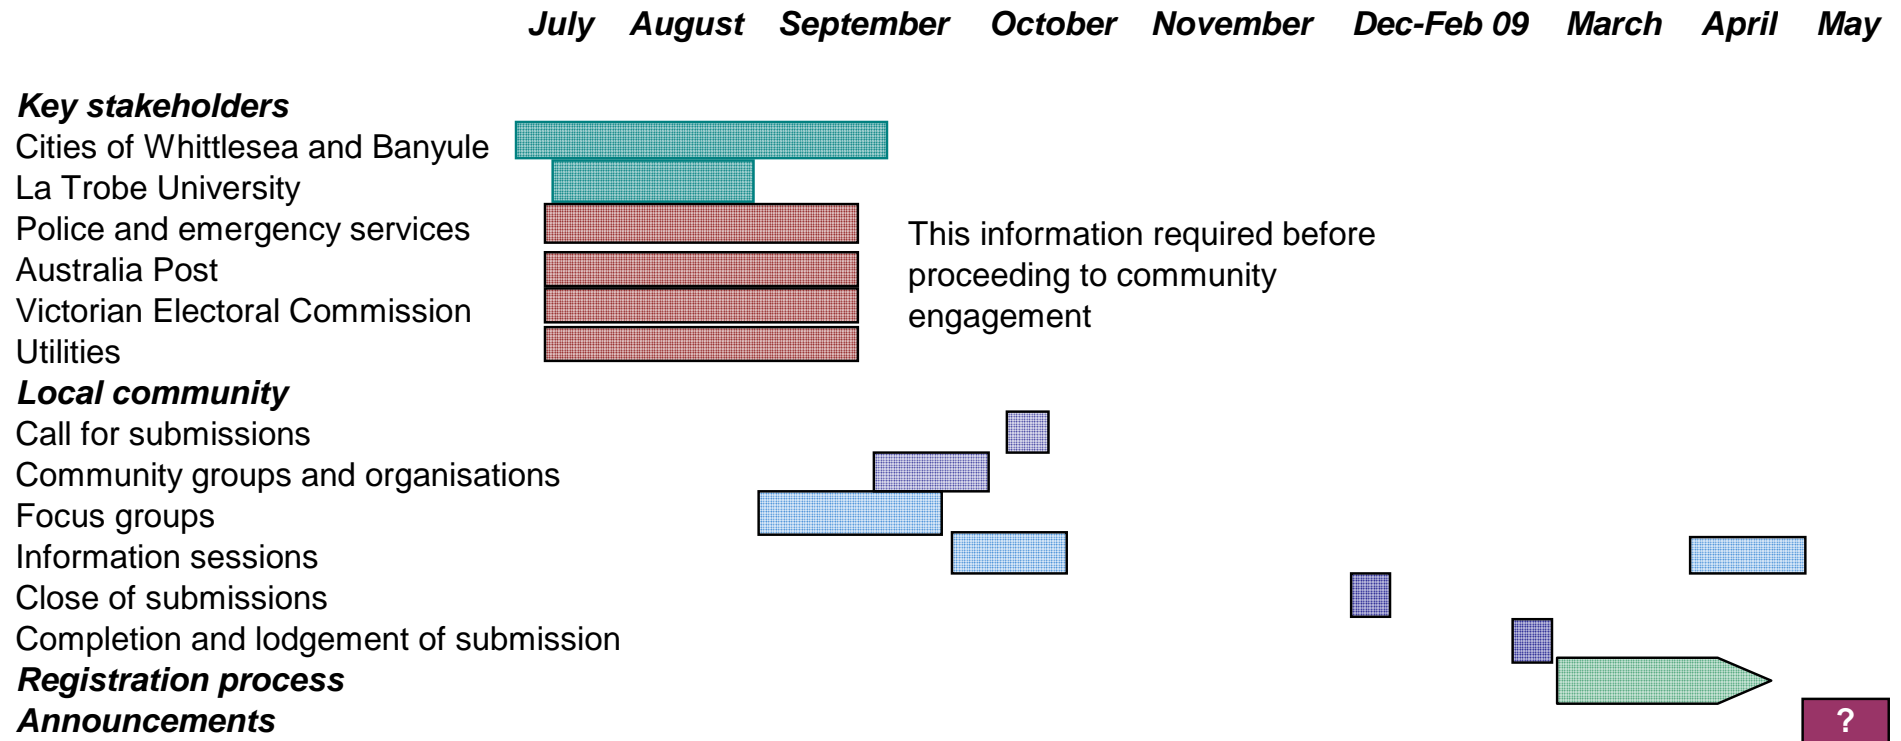 July August September October November Dec-Feb 09 March April May
Key stakeholders
Cities of Whittlesea and Banyule
La Trobe University
Police and emergency services
Australia Post
Victorian Electoral Commission
Utilities
This information required before
proceeding to community
engagement
Local community
Call for submissions
Community groups and organisations
Focus groups
Information sessions
Close of submissions
Completion and lodgement of submission
Registration process
Announcements
?